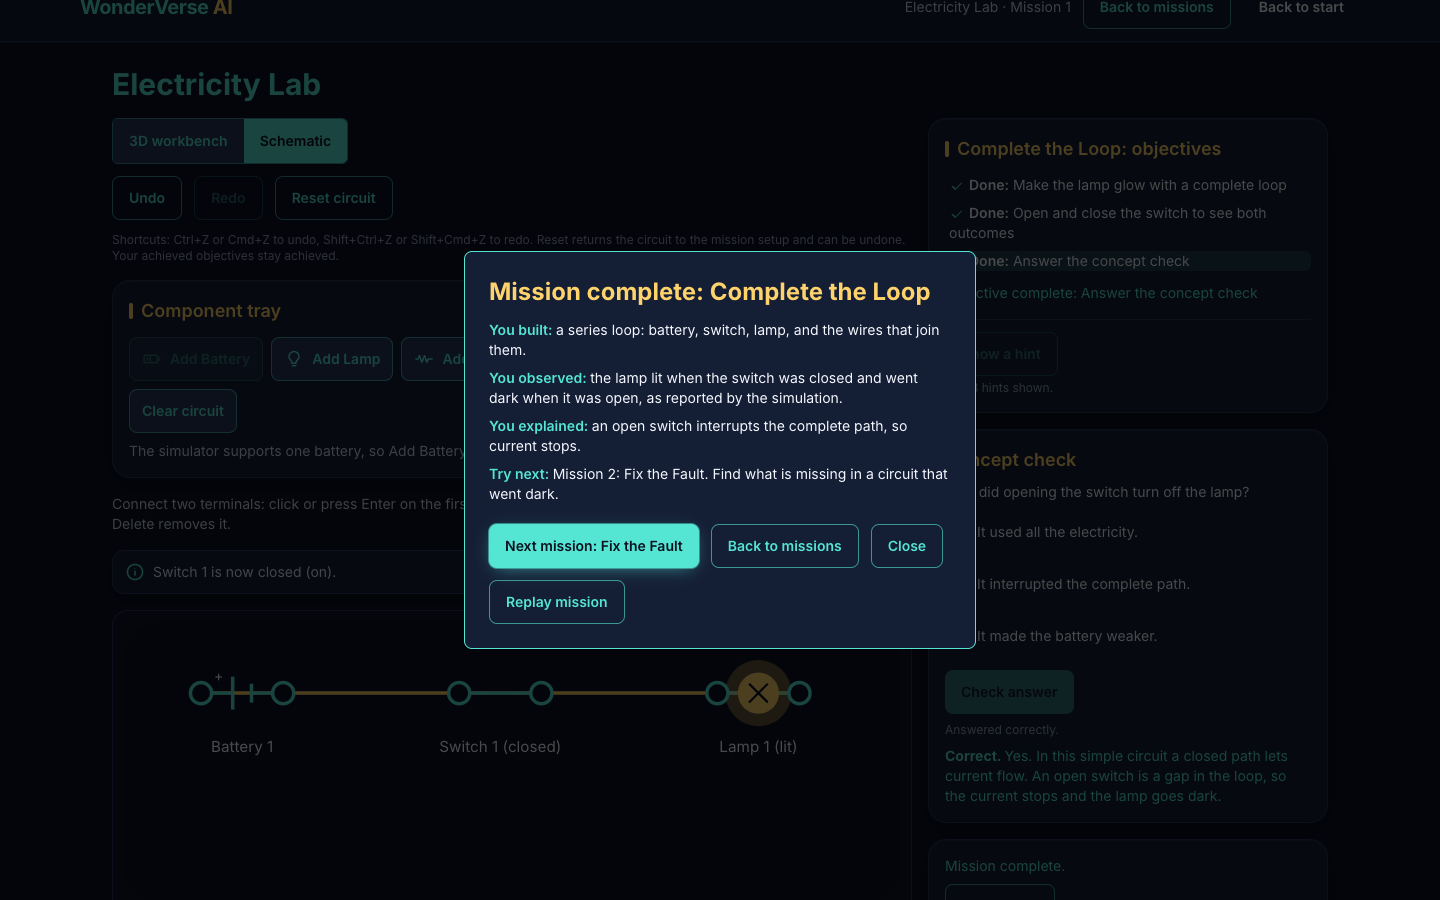 WonderVerse AI
Electricity Lab · Mission 1
Back to missions
Back to start
Electricity Lab
3D workbench
Schematic
Undo
Redo
Reset circuit
Shortcuts: Ctrl+Z or Cmd+Z to undo, Shift+Ctrl+Z or Shift+Cmd+Z to redo. Reset returns the circuit to the mission setup and can be undone.
Your achieved objectives stay achieved.
Component tray
Add Battery
Add Lamp
Clear circuit
The simulator supports one battery, so Add Battery
Connect two terminals: click or press Enter on the
Delete removes it.
Switch 1 is now closed (on).
+
Battery 1
Switch 1 (closed)
Lamp 1 (lit)
Mission complete: Complete the Loop
You built: a series loop: battery, switch, lamp, and the wires that join
them.
You observed: the lamp lit when the switch was closed and went
dark when it was open, as reported by the simulation.
You explained: an open switch interrupts the complete path, so
current stops.
Try next: Mission 2: Fix the Fault. Find what is missing in a circuit that
went dark.
Next mission: Fix the Fault
Back to missions
Close
Replay mission
Complete the Loop: objectives
Done: Make the lamp glow with a complete loop
Done: Open and close the switch to see both
outcomes
Done: Answer the concept check
complete: Answer the concept check
a hint
hints shown.
check
did opening the switch turn off the lamp?
It used all the electricity.
It interrupted the complete path.
It made the battery weaker.
Check answer
Answered correctly.
Correct. Yes. In this simple circuit a closed path lets
current flow. An open switch is a gap in the loop, so
the current stops and the lamp goes dark.
Mission complete.